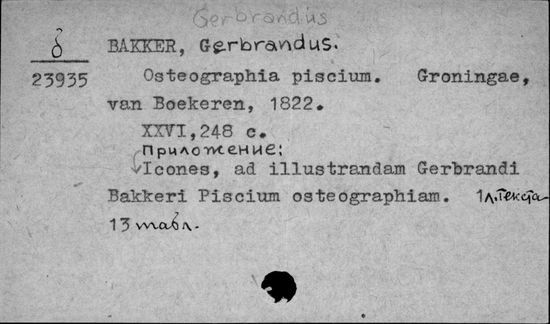 Gerbrandus
BAKKER, Gerbrandus.
23935
Osteographia piscium. Groningae,
van Boekeren, 1822.
XXVI,248 с.
Приложение:
Icones, ad illustrandam Gerbrandi
Bakkeri Piscium osteographiam. 1л.текста
13 табл.